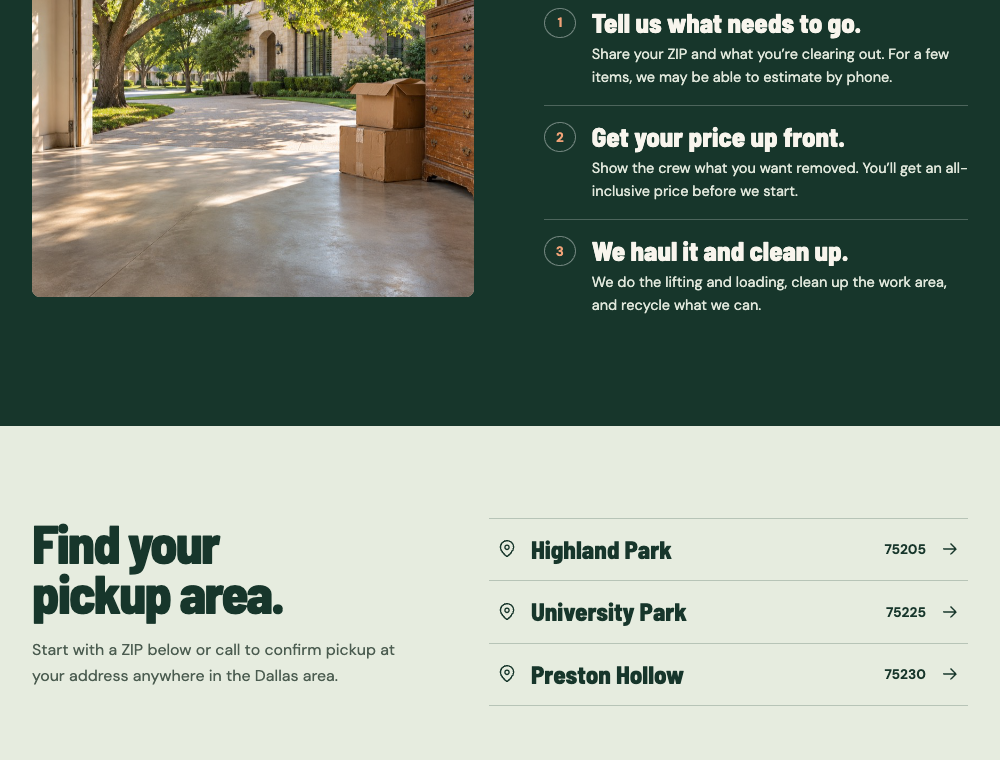 1
Tell us what needs to go.
Share your ZIP and what you’re clearing out. For a few
items, we may be able to estimate by phone.
2
Get your price up front.
Show the crew what you want removed. You’ll get an all-
inclusive price before we start.
3
We haul it and clean up.
We do the lifting and loading, clean up the work area,
and recycle what we can.
Find your
pickup area.
Start with a ZIP below or call to confirm pickup at
your address anywhere in the Dallas area.
Highland Park 75205
University Park 75225
Preston Hollow 75230